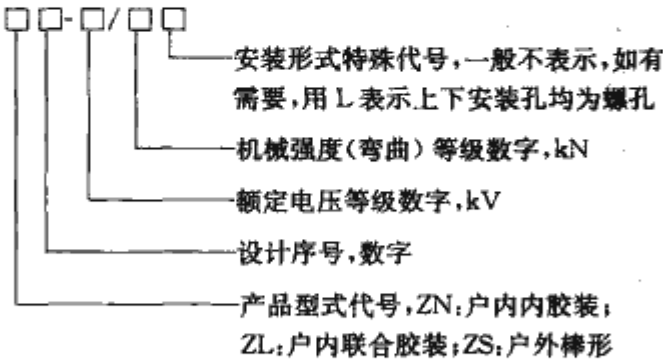 □□-□/□□
安装形式特殊代号,一般不表示,如有
需要,用L表示上下安装孔均为螺孔
机械强度(弯曲)等级数字,kN
额定电压等级数字,kV
设计序号,数字
产品型式代号,ZN:户内内胶装;
ZL:户内联合胶装;ZS:户外棒形